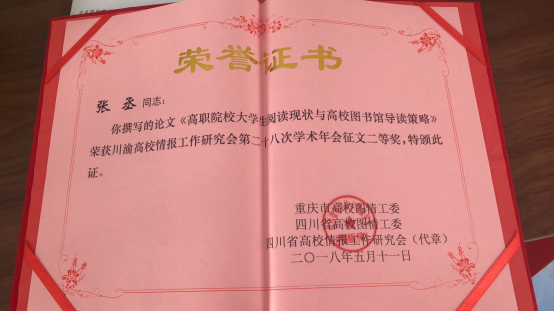 荣誉证书
张丞 同志：
你撰写的论文《高职院校大学生阅读现状与高校图书馆导读策略》
荣获川渝高校情报工作研究会第二十八次学术年会征文二等奖，特颁此
证。
重庆市高校图情工委
四川省高校图情工委
四川省高校情报工作研究会（代章）
二〇一八年五月十一日